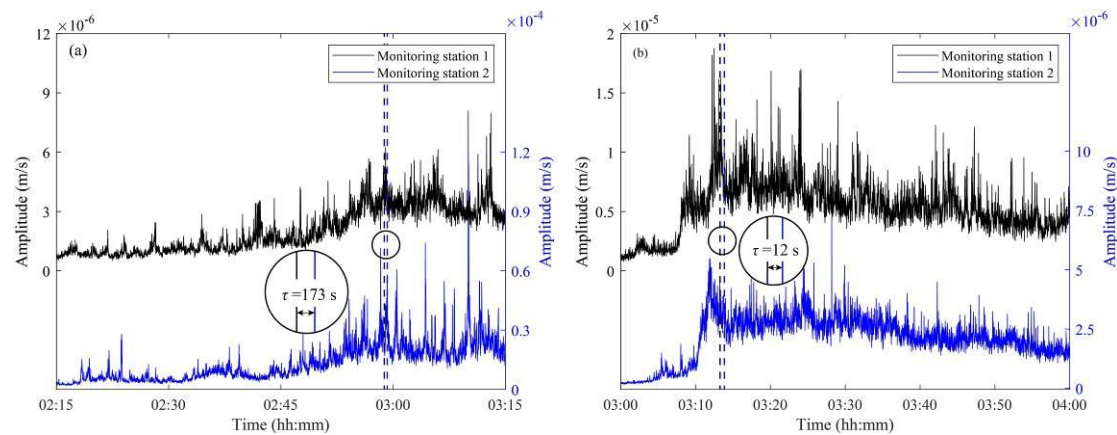 ×10⁻⁶
×10⁻⁴
(a)
Monitoring station 1
Monitoring station 2
12
9
6
3
0
Amplitude (m/s)
1.2
0.9
0.6
0.3
0
Amplitude (m/s)
τ=173 s
02:15
02:30
02:45
03:00
03:15
Time (hh:mm)
×10⁻⁵
×10⁻⁶
(b)
Monitoring station 1
Monitoring station 2
2
1.5
1
0.5
0
Amplitude (m/s)
10
7.5
5
2.5
0
Amplitude (m/s)
τ=12 s
03:00
03:10
03:20
03:30
03:40
03:50
04:00
Time (hh:mm)